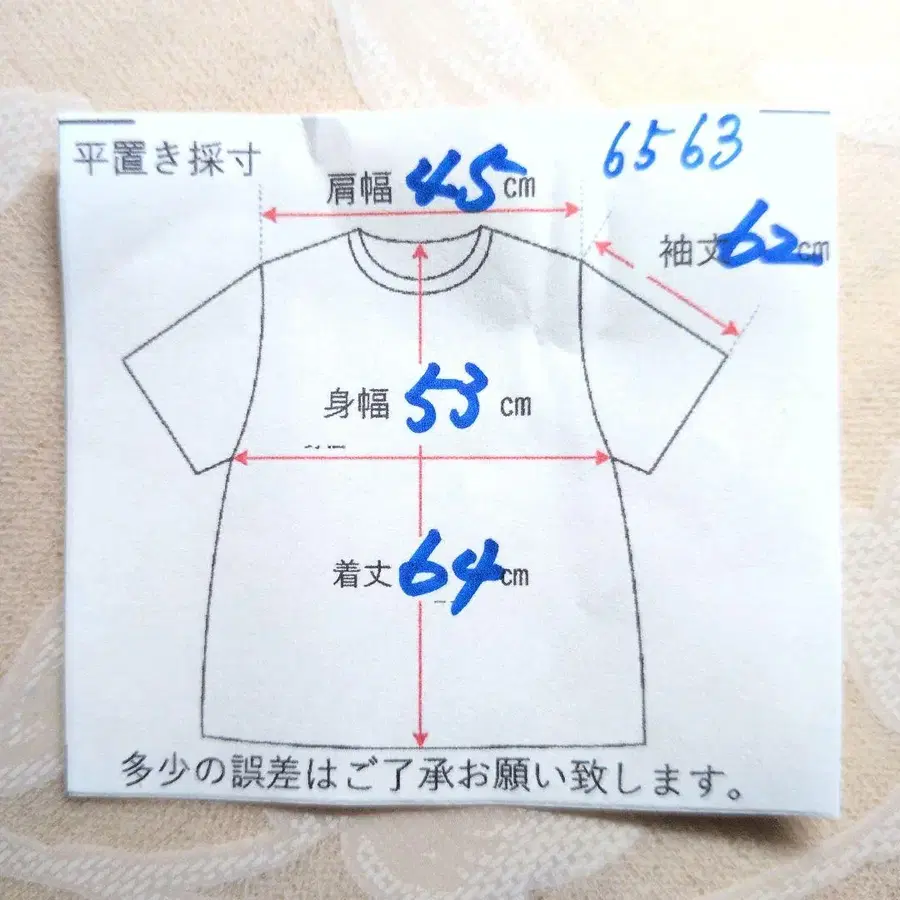 平置き採寸
6563
肩幅 45 cm
袖丈 62 cm
身幅 53 cm
着丈 64 cm
多少の誤差はご了承お願い致します。